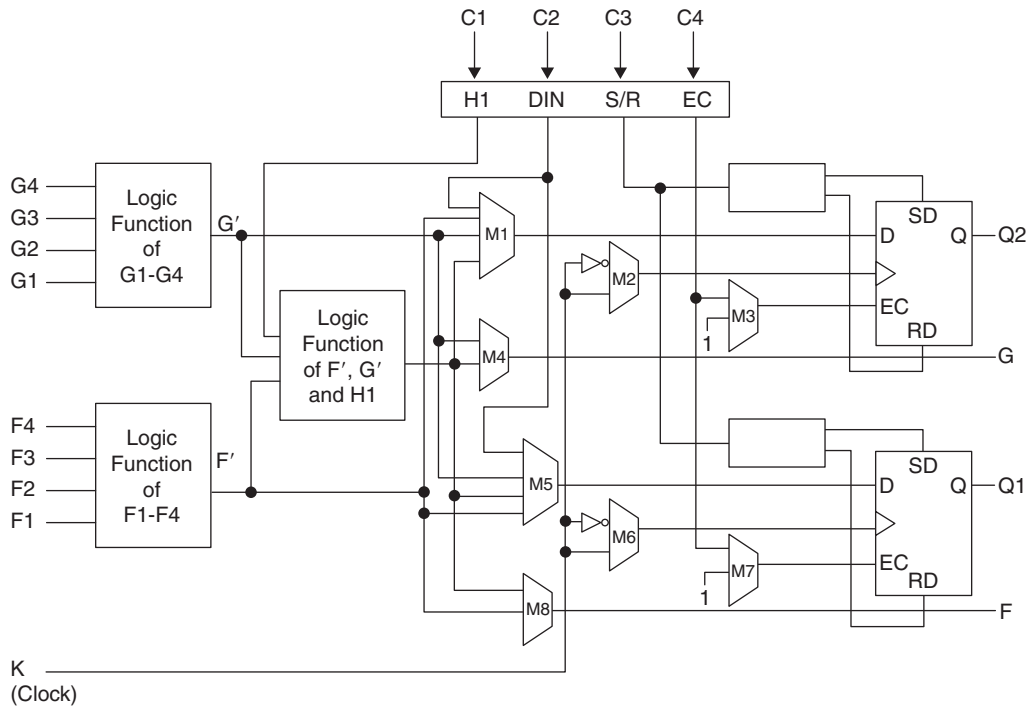 C1 C2 C3 C4
H1 DIN S/R EC
G4
G3
G2
G1
Logic
Function
of
G1-G4
G′
M1
M2
M3
1
SD
D Q
EC
RD
Q2
Logic
Function
of F′, G′
and H1
M4
G
F4
F3
F2
F1
Logic
Function
of
F1-F4
F′
M5
M6
M7
1
SD
D Q
EC
RD
Q1
M8
F
K
(Clock)